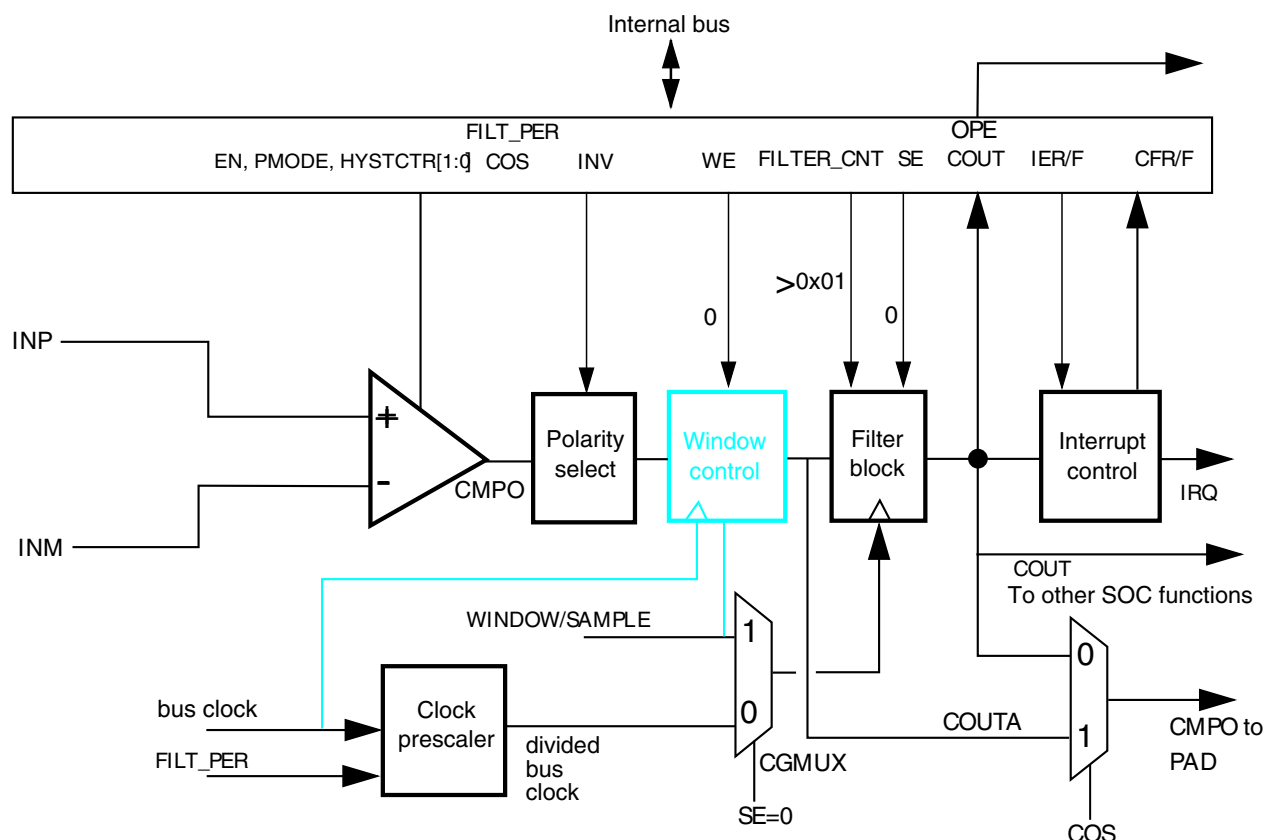 Internal bus
FILT_PER
OPE
EN, PMODE, HYSTCTR[1:0] COS INV WE FILTER_CNT SE COUT IER/F CFR/F
>0x01
0
0
INP
+
-
INM
CMPO
Polarity
select
Window
control
Filter
block
Interrupt
control
IRQ
COUT
To other SOC functions
WINDOW/SAMPLE
1
0
0
1
bus clock
FILT_PER
Clock
prescaler
divided
bus
clock
CGMUX
SE=0
COUTA
CMPO to
PAD
COS